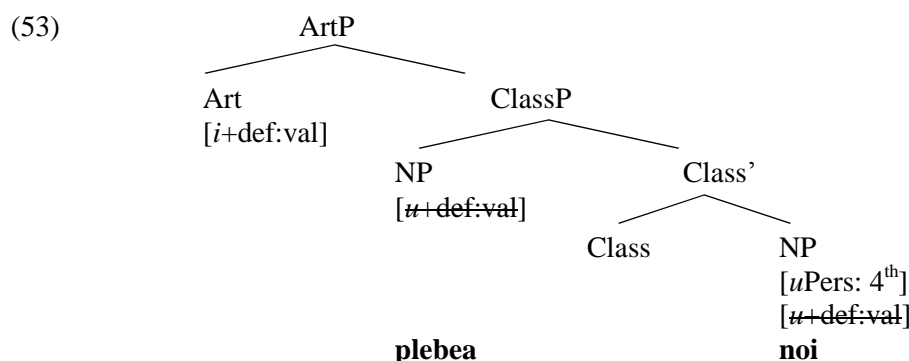 (53) ArtP
Art ClassP
[i+def:val]
NP Class’
[u+def:val]
Class NP
[uPers: 4th]
[u+def:val]
plebea noi